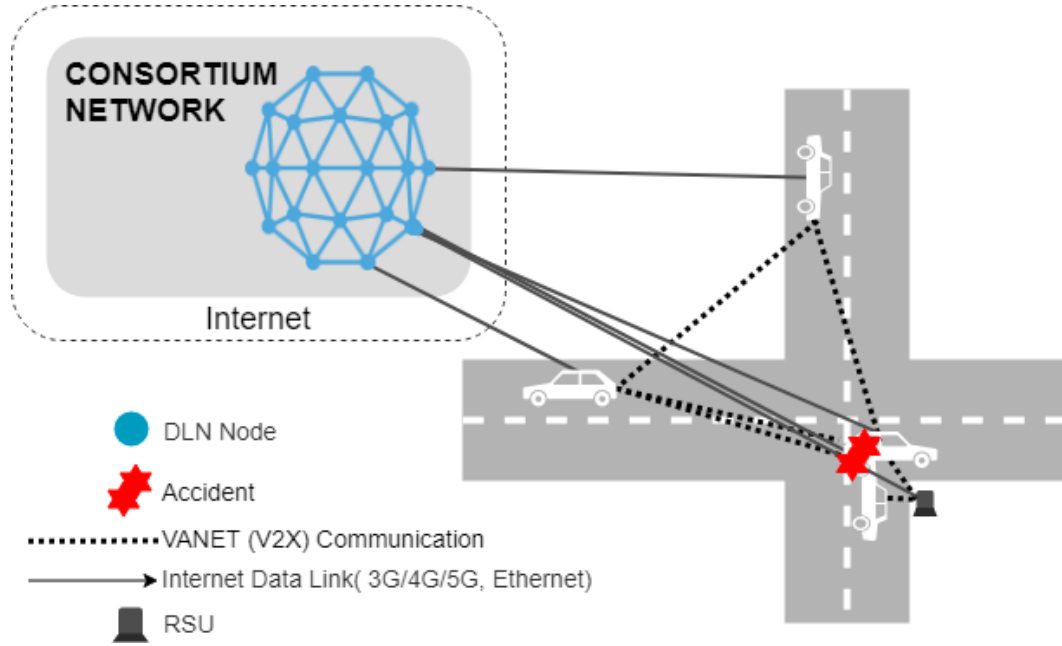 CONSORTIUM
NETWORK
Internet
DLN Node
Accident
VANET (V2X) Communication
Internet Data Link( 3G/4G/5G, Ethernet)
RSU